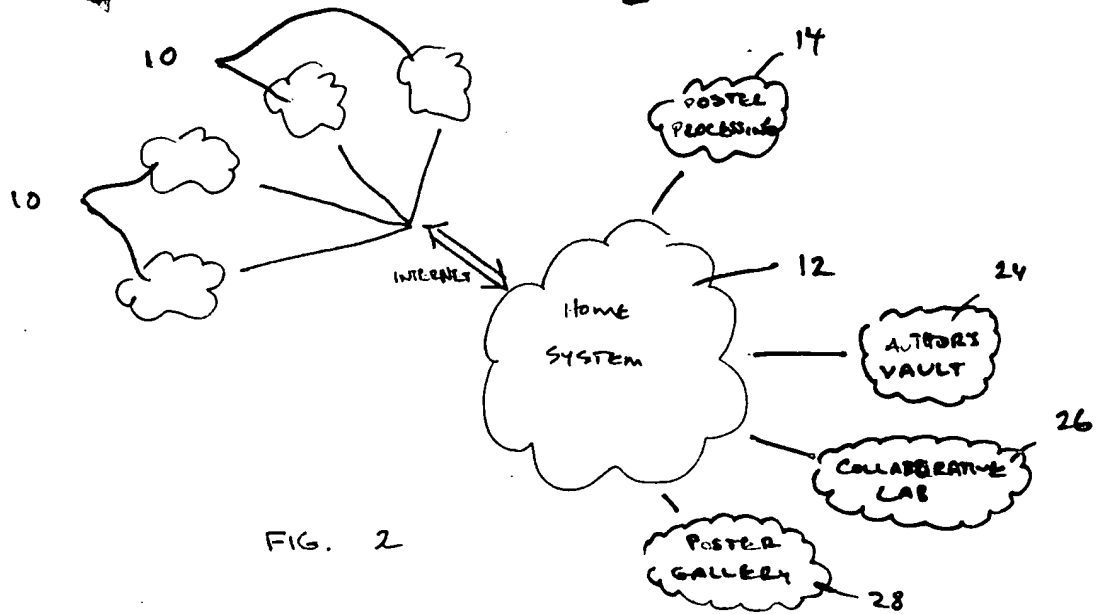 10
14
POSTER
PROCESSING
10
INTERNET
12
HOME
SYSTEM
24
AUTHOR'S
VAULT
26
COLLABORATIVE
LAB
FIG. 2
POSTER
GALLERY
28